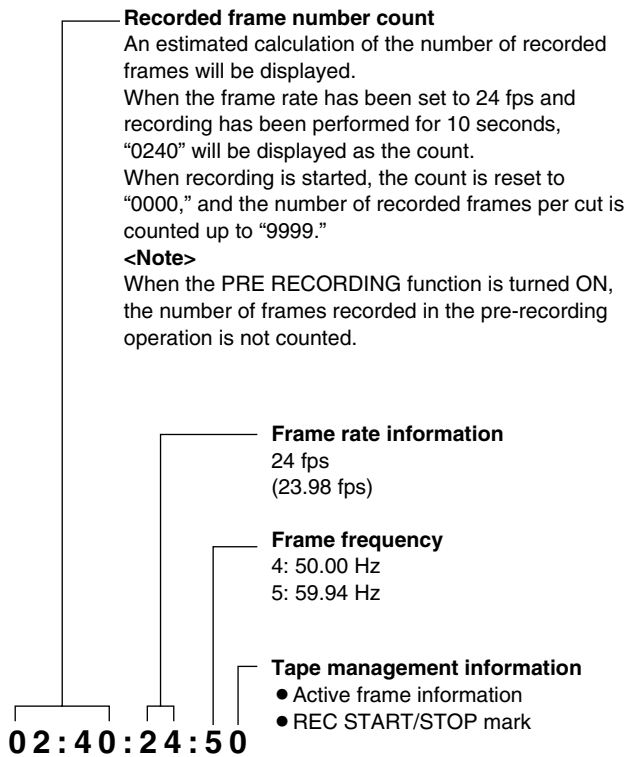 Recorded frame number count
An estimated calculation of the number of recorded
frames will be displayed.
When the frame rate has been set to 24 fps and
recording has been performed for 10 seconds,
“0240” will be displayed as the count.
When recording is started, the count is reset to
“0000,” and the number of recorded frames per cut is
counted up to “9999.”
<Note>
When the PRE RECORDING function is turned ON,
the number of frames recorded in the pre-recording
operation is not counted.
Frame rate information
24 fps
(23.98 fps)
Frame frequency
4: 50.00 Hz
5: 59.94 Hz
Tape management information
● Active frame information
● REC START/STOP mark
02:40:24:50